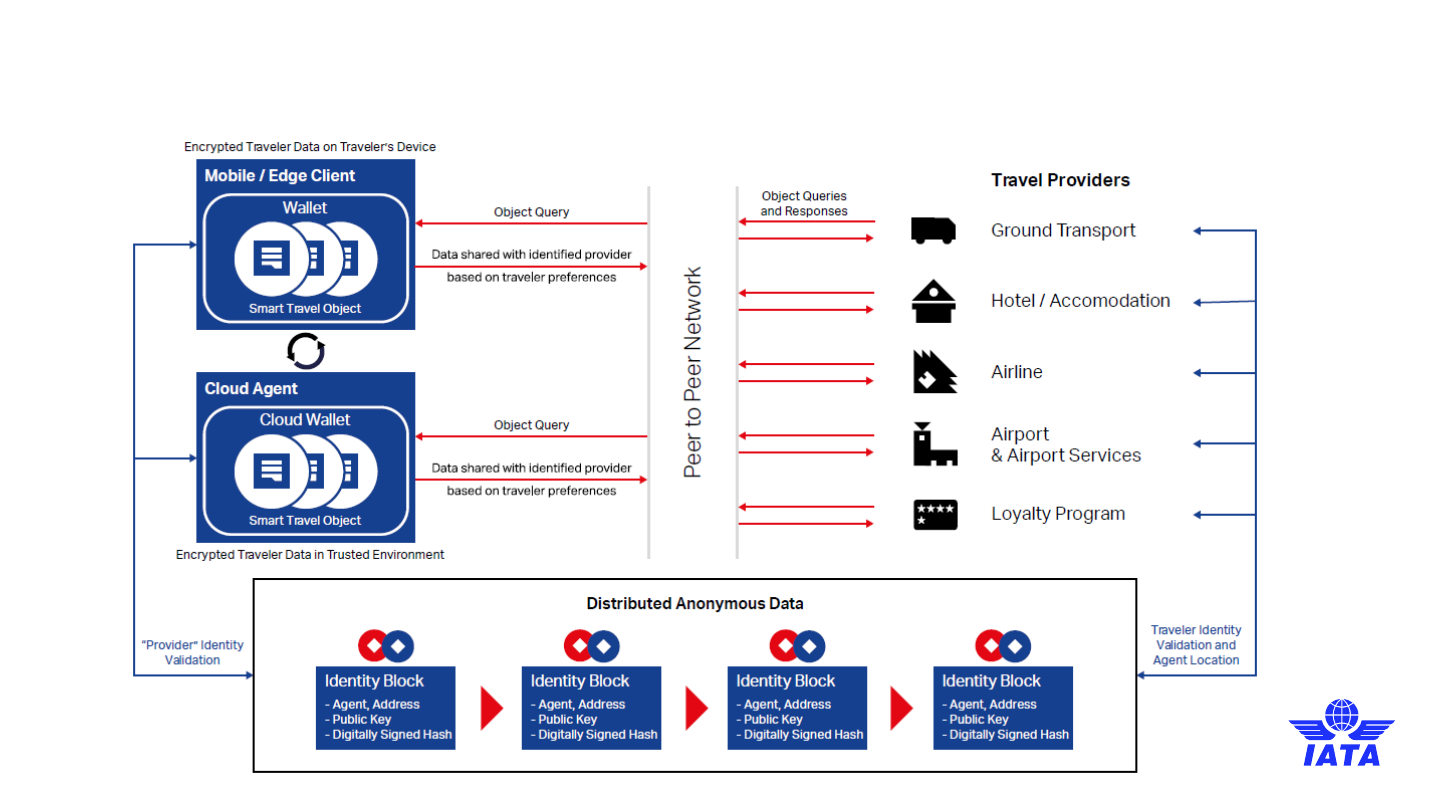 Encrypted Traveler Data on Traveler's Device
Mobile / Edge Client
Wallet
Smart Travel Object
Object Query
Data shared with identified provider
based on traveler preferences
Cloud Agent
Cloud Wallet
Smart Travel Object
Encrypted Traveler Data in Trusted Environment
Object Query
Data shared with identified provider
based on traveler preferences
Peer to Peer Network
Object Queries
and Responses
Travel Providers
Ground Transport
Hotel / Accomodation
Airline
Airport
& Airport Services
Loyalty Program
"Provider" Identity
Validation
Distributed Anonymous Data
Identity Block
- Agent, Address
- Public Key
- Digitally Signed Hash
Identity Block
- Agent, Address
- Public Key
- Digitally Signed Hash
Identity Block
- Agent, Address
- Public Key
- Digitally Signed Hash
Identity Block
- Agent, Address
- Public Key
- Digitally Signed Hash
Traveler Identity
Validation and
Agent Location
IATA